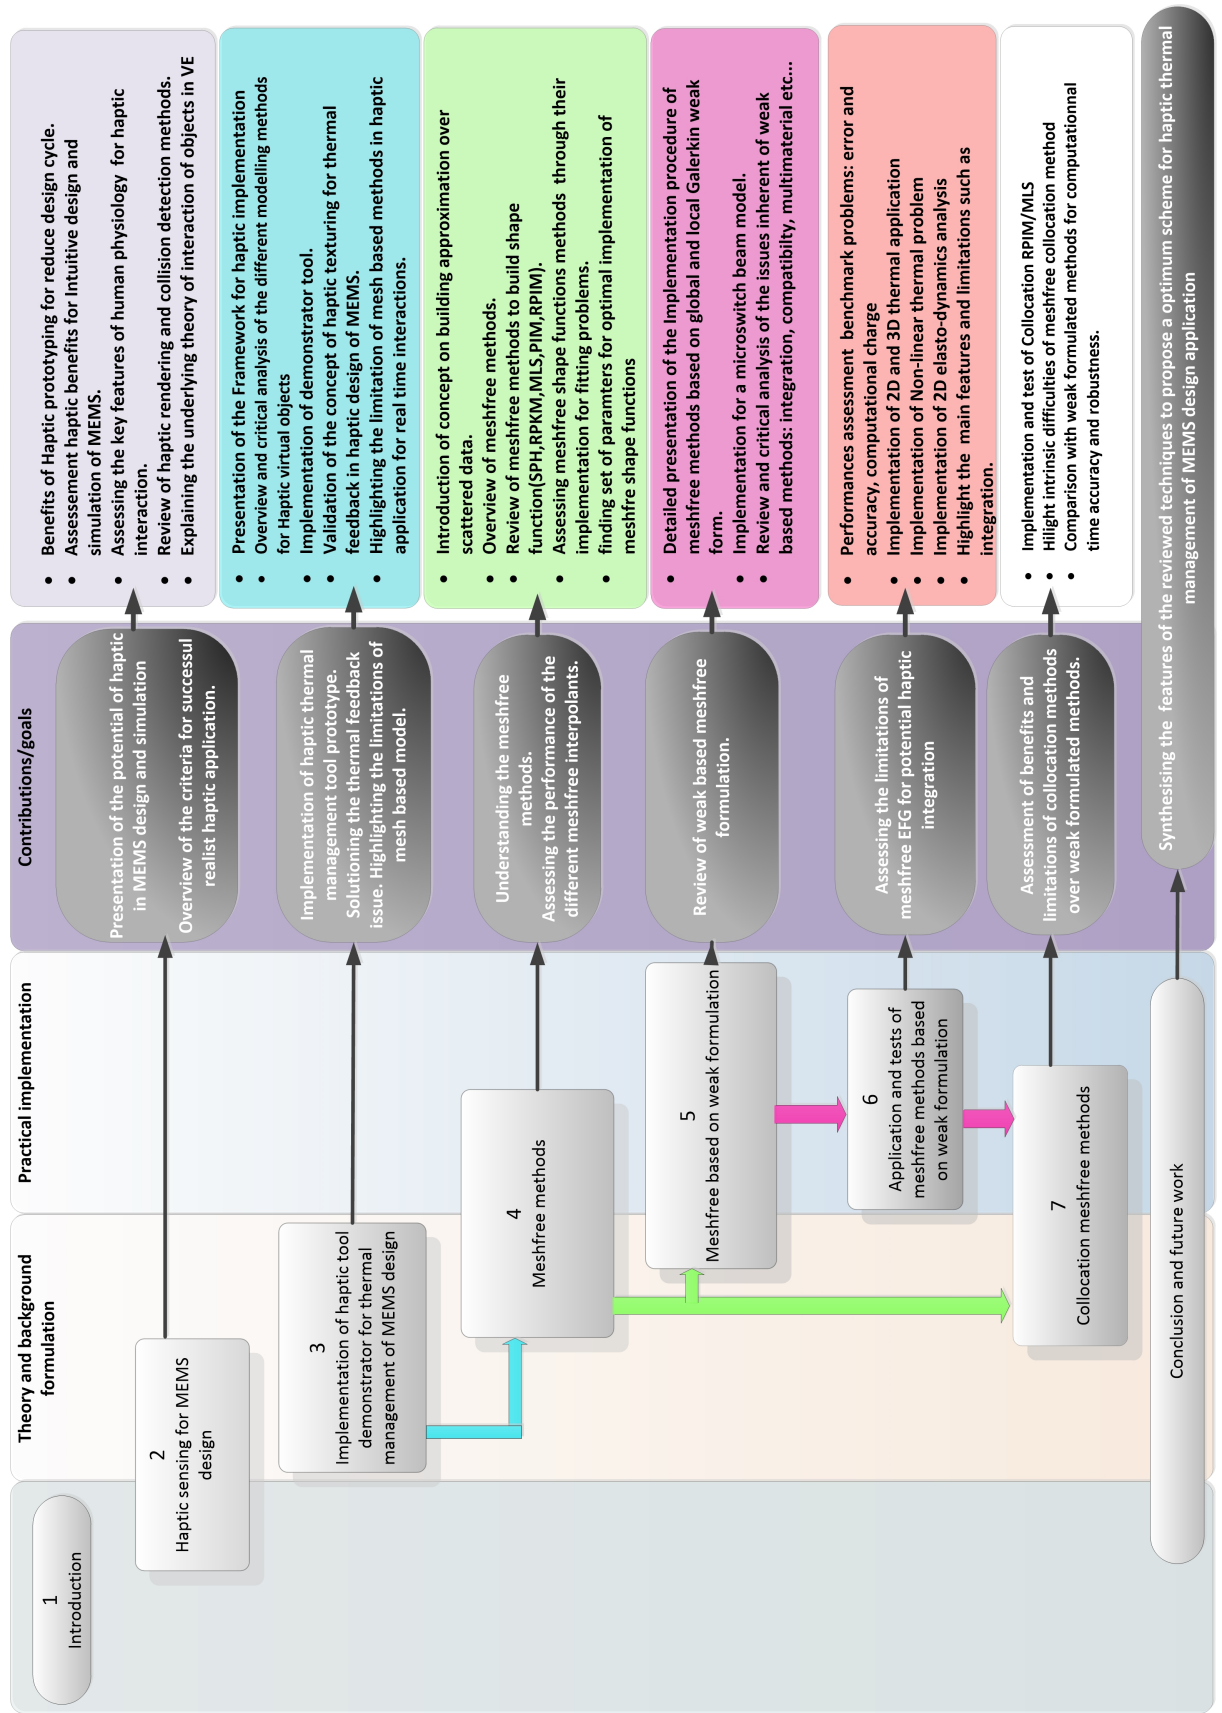 Theory and background
formulation
Practical implementation
Contributions/goals
1
Introduction
2
Haptic sensing for MEMS
design
Presentation of the potential of haptic
in MEMS design and simulation
Overview of the criteria for successul
realist haptic application.
• Benefits of Haptic prototyping for reduce design cycle.
• Assessement haptic benefits for Intuitive design and
simulation of MEMS.
• Assessing the key features of human physiology for haptic
interaction.
• Review of haptic rendering and collision detection methods.
• Explaining the underlying theory of interaction of objects in VE
3
Implementation of haptic tool
demonstrator for thermal
management of MEMS design
Implementation of haptic thermal
management tool prototype.
Solutioning the thermal feedback
issue. Highlighting the limitations of
mesh based model.
• Presentation of the Framework for haptic implementation
• Overview and critical analysis of the different modelling methods
for Haptic virtual objects
• Implementation of demonstrator tool.
• Validation of the concept of haptic texturing for thermal
feedback in haptic design of MEMS.
• Highlighting the limitation of mesh based methods in haptic
application for real time interactions.
4
Meshfree methods
Understanding the meshfree
methods.
Assessing the performance of the
different meshfree interpolants.
• Introduction of concept on building approximation over
scattered data.
• Overview of meshfree methods.
• Review of meshfree methods to build shape
function(SPH,RPKM,MLS,PIM,RPIM).
• Assessing meshfree shape functions methods through their
implementation for fitting problems.
• finding set of paramters for optimal implementation of
meshfre shape functions
5
Meshfree based on weak formulation
Review of weak based meshfree
formulation.
• Detailed presentation of the Implementation procedure of
meshfree methods based on global and local Galerkin weak
form.
• Implementation for a microswitch beam model.
• Review and critical analysis of the issues inherent of weak
based methods: integration, compatibilty, multimaterial etc...
6
Application and tests of
meshfree methods based
on weak formulation
Assessing the limitations of
meshfree EFG for potential haptic
integration
• Performances assessment benchmark problems: error and
accuracy, computational charge
• Implementation of 2D and 3D thermal application
• Implementation of Non-linear thermal problem
• Implementation of 2D elasto-dynamics analysis
• Highlight the main features and limitations such as
integration.
7
Collocation meshfree methods
Assessment of benefits and
limitations of collocation methods
over weak formulated methods.
• Implementation and test of Collocation RPIM/MLS
• Hilight intrinsic difficulties of meshfree collocation method
• Comparison with weak formulated methods for computationnal
time accuracy and robustness.
Conclusion and future work
Synthesising the features of the reviewed techniques to propose a optimum scheme for haptic thermal
management of MEMS design application